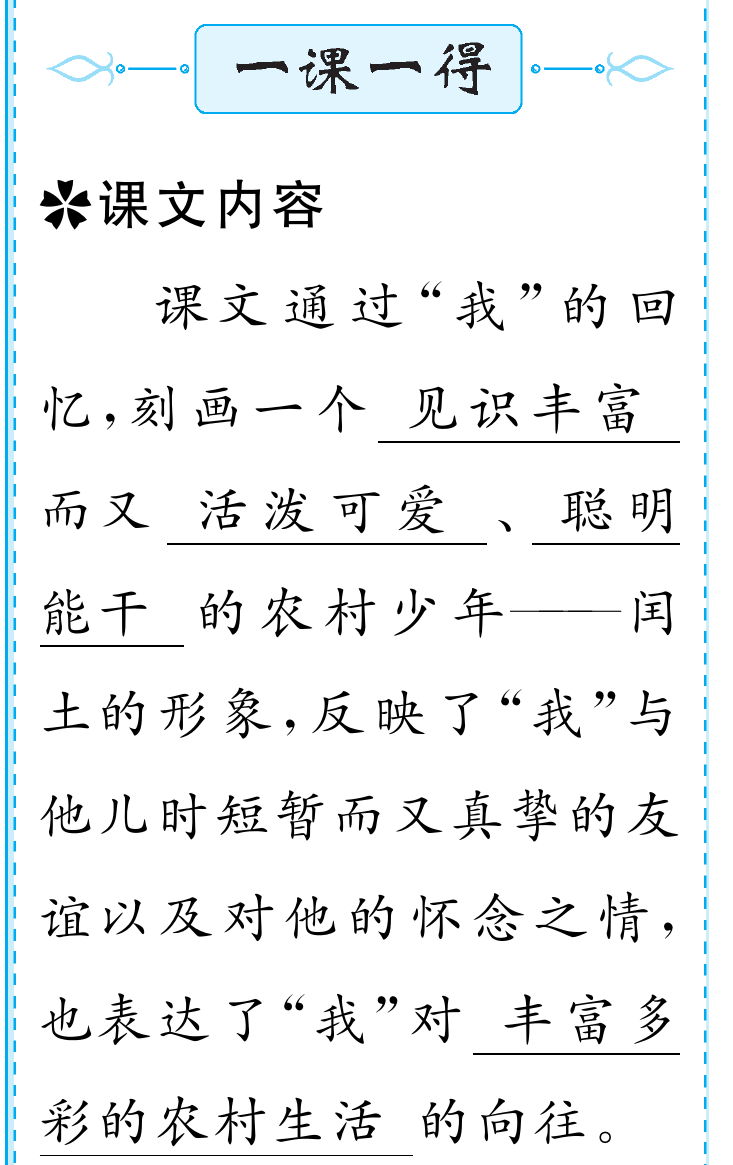 一课一得
课文内容
课文通过“我”的回
忆,刻画一个 见识丰富
而又 活泼可爱 、 聪明
能干 的农村少年——闰
土的形象,反映了“我”与
他儿时短暂而又真挚的友
谊以及对他的怀念之情,
也表达了“我”对 丰富多
彩的农村生活 的向往。